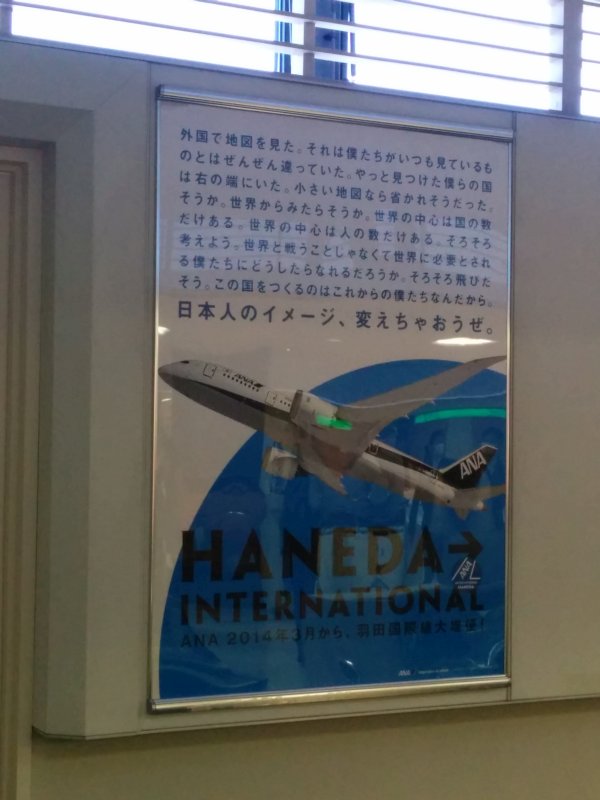 外国で地図を見た。それは僕たちがいつも見ているも
のとはぜんぜん違っていた。やっと見つけた僕らの国
は右の端にいた。小さい地図なら省かれそうだった。
そうか。世界からみたらそうか。世界の中心は国の数
だけある。世界の中心は人の数だけある。そろそろ
考えよう。世界と戦うことじゃなくて世界に必要とされ
る僕たちにどうしたらなれるだろうか。そろそろ飛びだ
そう。この国をつくるのはこれからの僕たちなんだから。
日本人のイメージ、変えちゃおうぜ。
ANA
ANA
HANEDA→
INTERNATIONAL
ANA 2014年3月から、羽田国際線大増便!
ANA